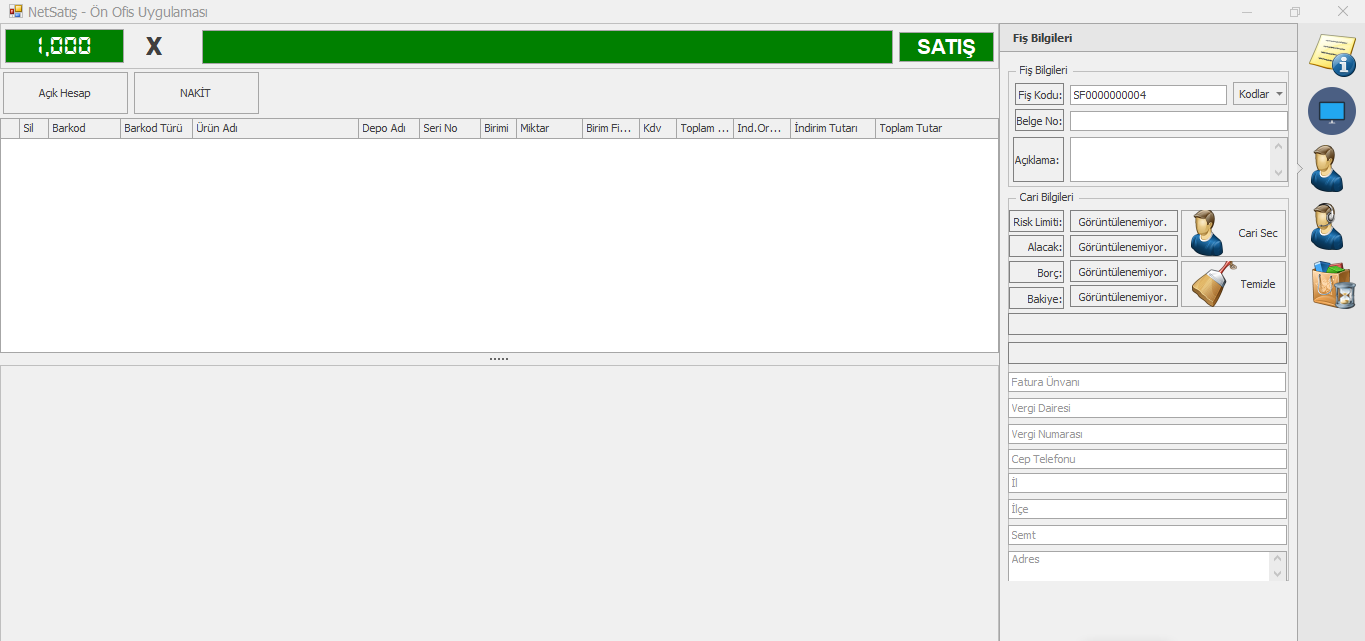 NetSatış - Ön Ofis Uygulaması
1,000 X SATIŞ
Açık Hesap NAKİT
Sil Barkod Barkod Türü Ürün Adı Depo Adı Seri No Birimi Miktar Birim Fi... Kdv Toplam ... Ind.Or... İndirim Tutarı Toplam Tutar
Fiş Bilgileri
Fiş Bilgileri
Fiş Kodu: SF0000000004 Kodlar
Belge No:
Açıklama:
Cari Bilgileri
Risk Limiti: Görüntülenemiyor.
Alacak: Görüntülenemiyor.
Cari Sec
Borç: Görüntülenemiyor.
Bakiye: Görüntülenemiyor.
Temizle
Fatura Ünvanı
Vergi Dairesi
Vergi Numarası
Cep Telefonu
İl
İlçe
Semt
Adres